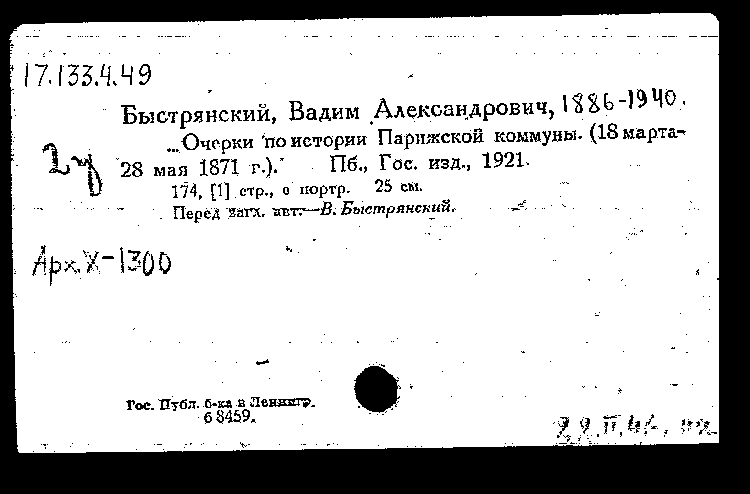 17.133.4.49
Быстрянский, Вадим Александрович, 1886-1940.
... Очерки по истории Парижской коммуны. (18 марта-
2у
28 мая 1871 г.). Пб., Гос. изд., 1921.
174, [1] стр., с портр. 25 см.
Перед загл. авт.—В. Быстрянский.
Арх.X-1300
Гос. Публ. б-ка в Ленингр.
б 8459.